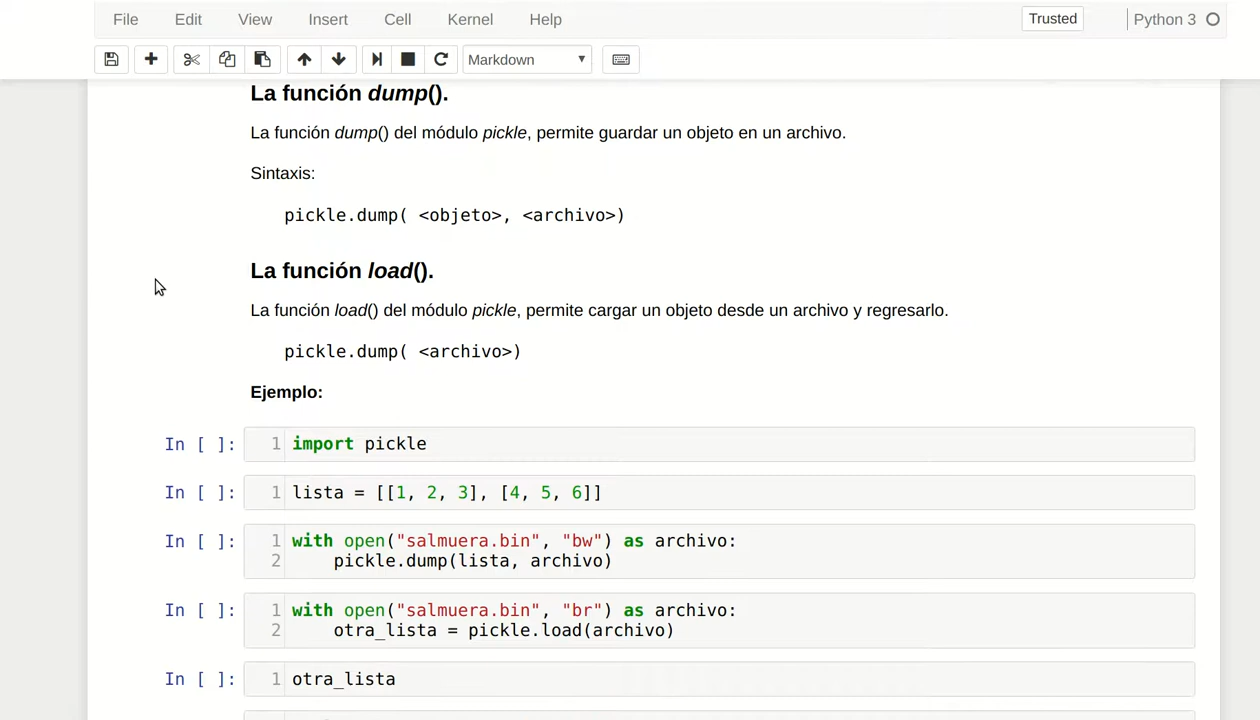 File Edit View Insert Cell Kernel Help Trusted Python 3
Markdown
La función dump().
La función dump() del módulo pickle, permite guardar un objeto en un archivo.
Sintaxis:
pickle.dump( <objeto>, <archivo>)
La función load().
La función load() del módulo pickle, permite cargar un objeto desde un archivo y regresarlo.
pickle.dump( <archivo>)
Ejemplo:
In [ ]: 1 import pickle
In [ ]: 1 lista = [[1, 2, 3], [4, 5, 6]]
In [ ]: 1 with open("salmuera.bin", "bw") as archivo:
2 pickle.dump(lista, archivo)
In [ ]: 1 with open("salmuera.bin", "br") as archivo:
2 otra_lista = pickle.load(archivo)
In [ ]: 1 otra_lista